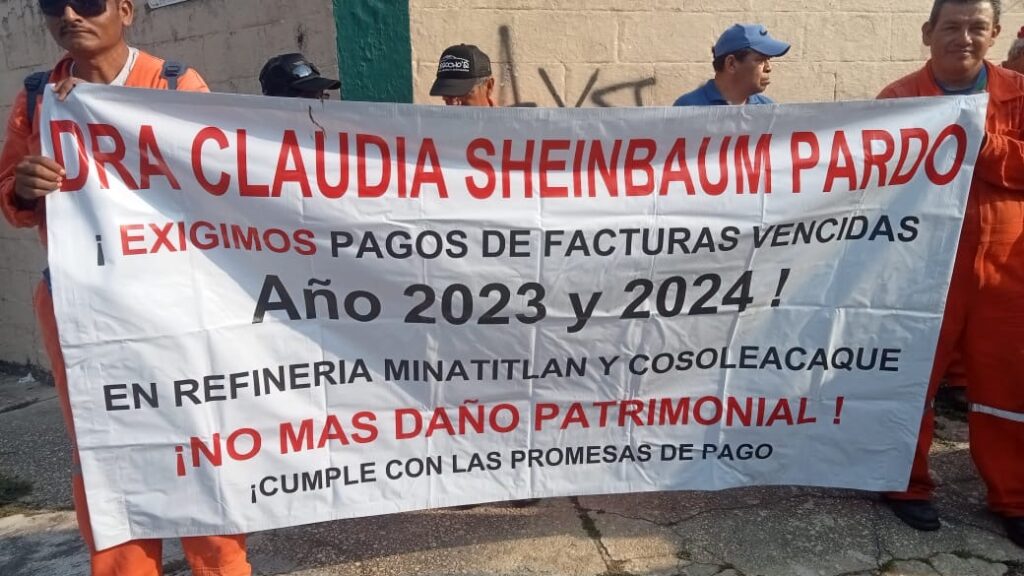 DRA CLAUDIA SHEINBAUM PARDO
¡ EXIGIMOS PAGOS DE FACTURAS VENCIDAS
Año 2023 y 2024 !
EN REFINERIA MINATITLAN Y COSOLEACAQUE
¡NO MAS DAÑO PATRIMONIAL !
¡CUMPLE CON LAS PROMESAS DE PAGO